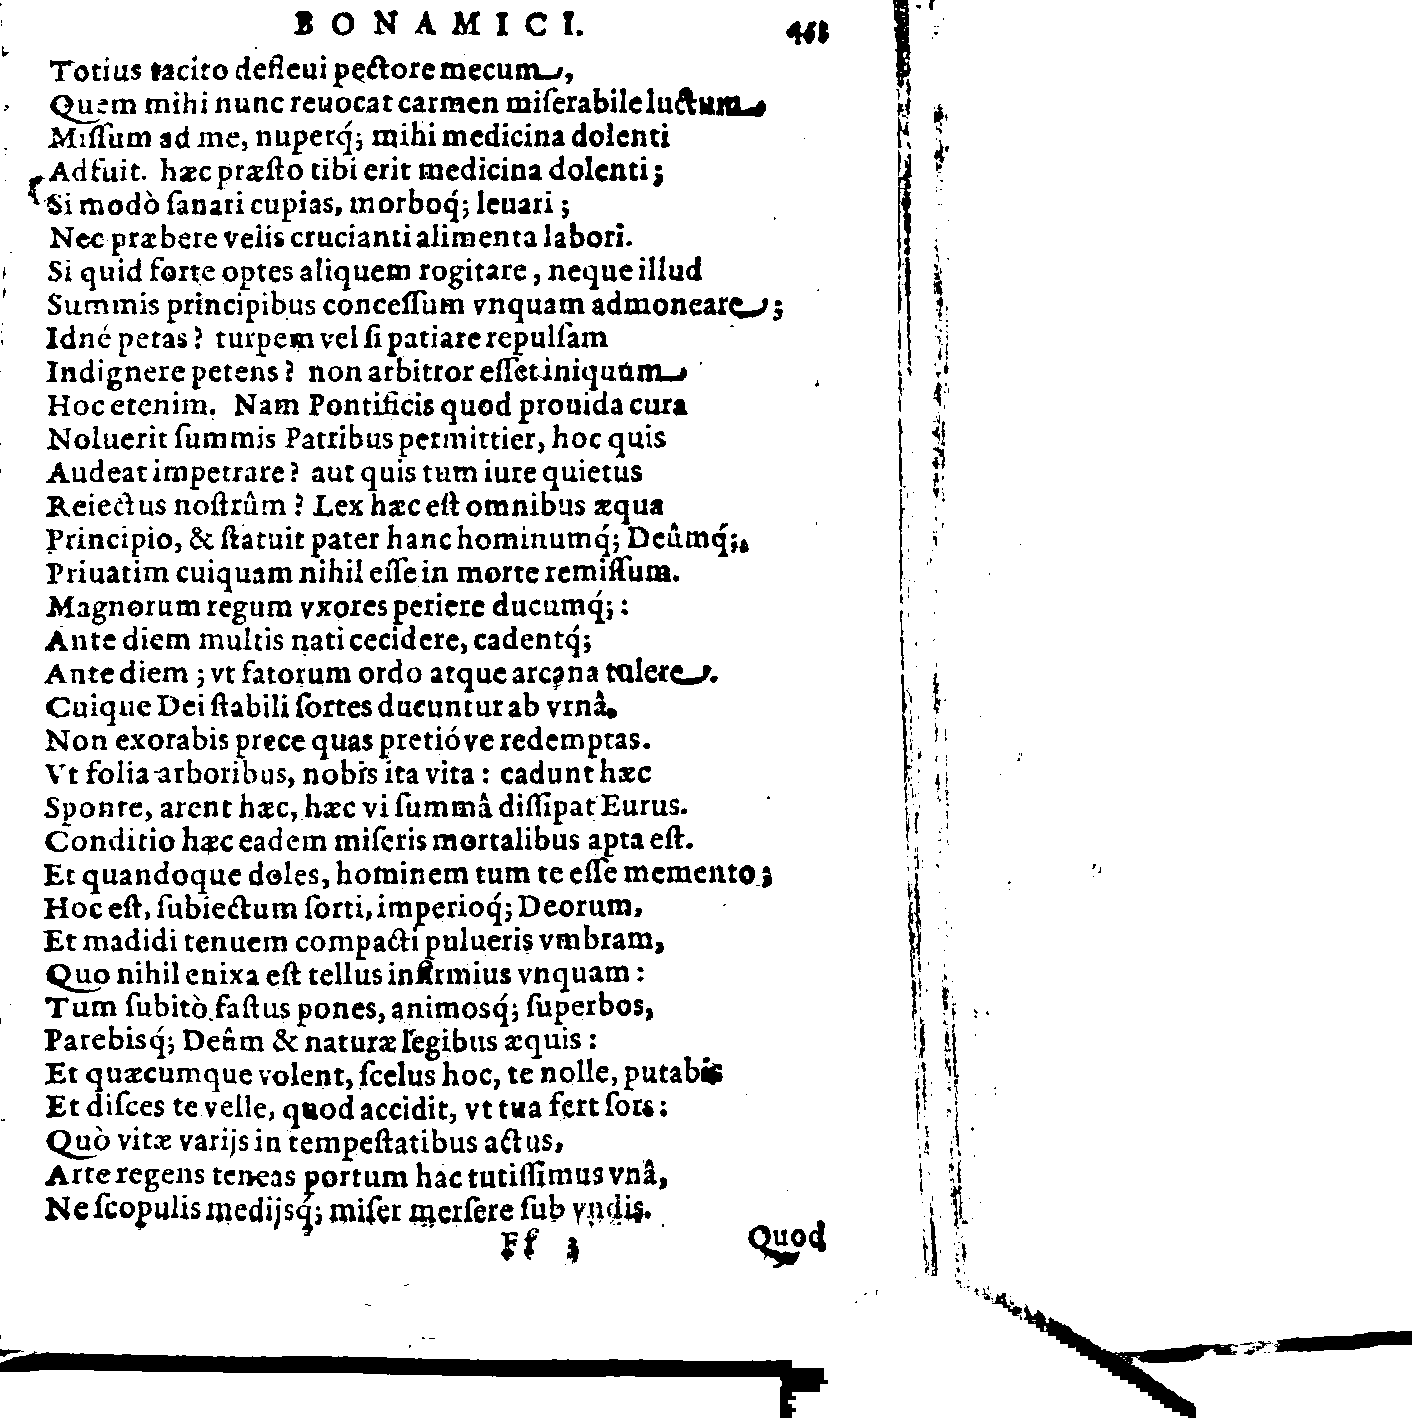 BONAMICI. 
Totius tacito defleui pectore mecum,
Quem mihi nunc reuocat carmen miſerabile luctum,
Miſſum ad me, nuperq́; mihi medicina dolenti
Adfuit. hæc præſto tibi erit medicina dolenti;
Si modò ſanari cupias, morboq́; leuari;
Nec præbere velis crucianti alimenta labori.
Si quid forte optes aliquem rogitare, neque illud
Summis principibus conceſſum vnquam admoneare;
Idné petas? turpem vel ſi patiare repulſam
Indignere petens? non arbitror eſſet iniquum
Hoc etenim. Nam Pontificis quod prouida cura
Noluerit ſummis Patribus permittier, hoc quis
Audeat impetrare? aut quis tum iure quietus
Reiectus noſtrûm? Lex hæc eſt omnibus æqua
Principio, & ſtatuit pater hanc hominumq́; Deûmq́;.
Priuatim cuiquam nihil eſſe in morte remiſſum.
Magnorum regum vxores periere ducumq́;:
Ante diem multis nati cecidere, cadentq́;
Ante diem; vt fatorum ordo atque arcana tulere.
Cuique Dei ſtabili ſortes ducuntur ab vrnâ.
Non exorabis prece quas pretióve redemptas.
Vt folia arboribus, nobis ita vita: cadunt hæc
Sponte, arent hæc, hæc vi ſummâ diſſipat Eurus.
Conditio hæc eadem miſeris mortalibus apta eſt.
Et quandoque doles, hominem tum te eſſe memento;
Hoc eſt, ſubiectum ſorti, imperioq́; Deorum,
Et madidi tenuem compacti pulueris vmbram,
Quo nihil enixa eſt tellus infirmius vnquam:
Tum ſubitò faſtus pones, animosq́; ſuperbos,
Parebisq́; Deûm & naturæ legibus æquis:
Et quæcumque volent, ſcelus hoc, te nolle, putabis
Et diſces te velle, quod accidit, vt tua fert ſors:
Quò vitæ varijs in tempeſtatibus actus,
Arte regens teneas portum hac tutiſſimus vnâ,
Ne ſcopulis medijsq́; miſer merſere ſub vndis.
Ff 3 Quod